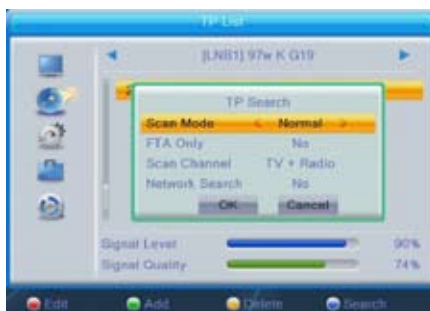 TP List
[LNB1] 97w K G19
TP Search
Scan Mode Normal
FTA Only No
Scan Channel TV + Radio
Network Search No
OK Cancel
Signal Level 90%
Signal Quality 74%
Edit Add Delete Search